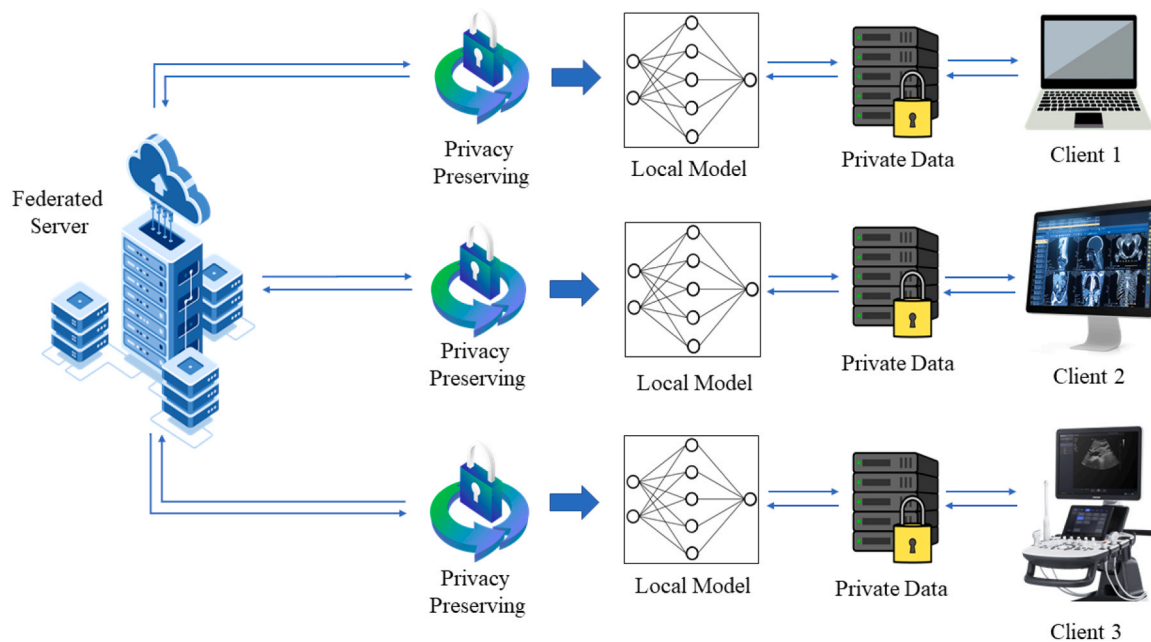 Federated
Server
Privacy
Preserving
Local Model
Private Data
Client 1
Privacy
Preserving
Local Model
Private Data
Client 2
Privacy
Preserving
Local Model
Private Data
Client 3